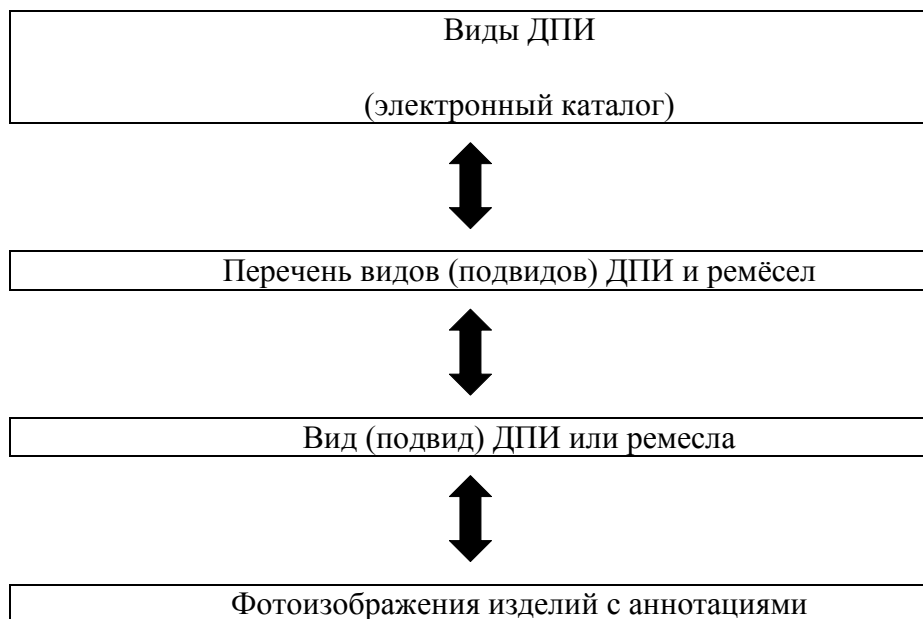 Виды ДПИ
(электронный каталог)
Перечень видов (подвидов) ДПИ и ремёсел
Вид (подвид) ДПИ или ремесла
Фотоизображения изделий с аннотациями